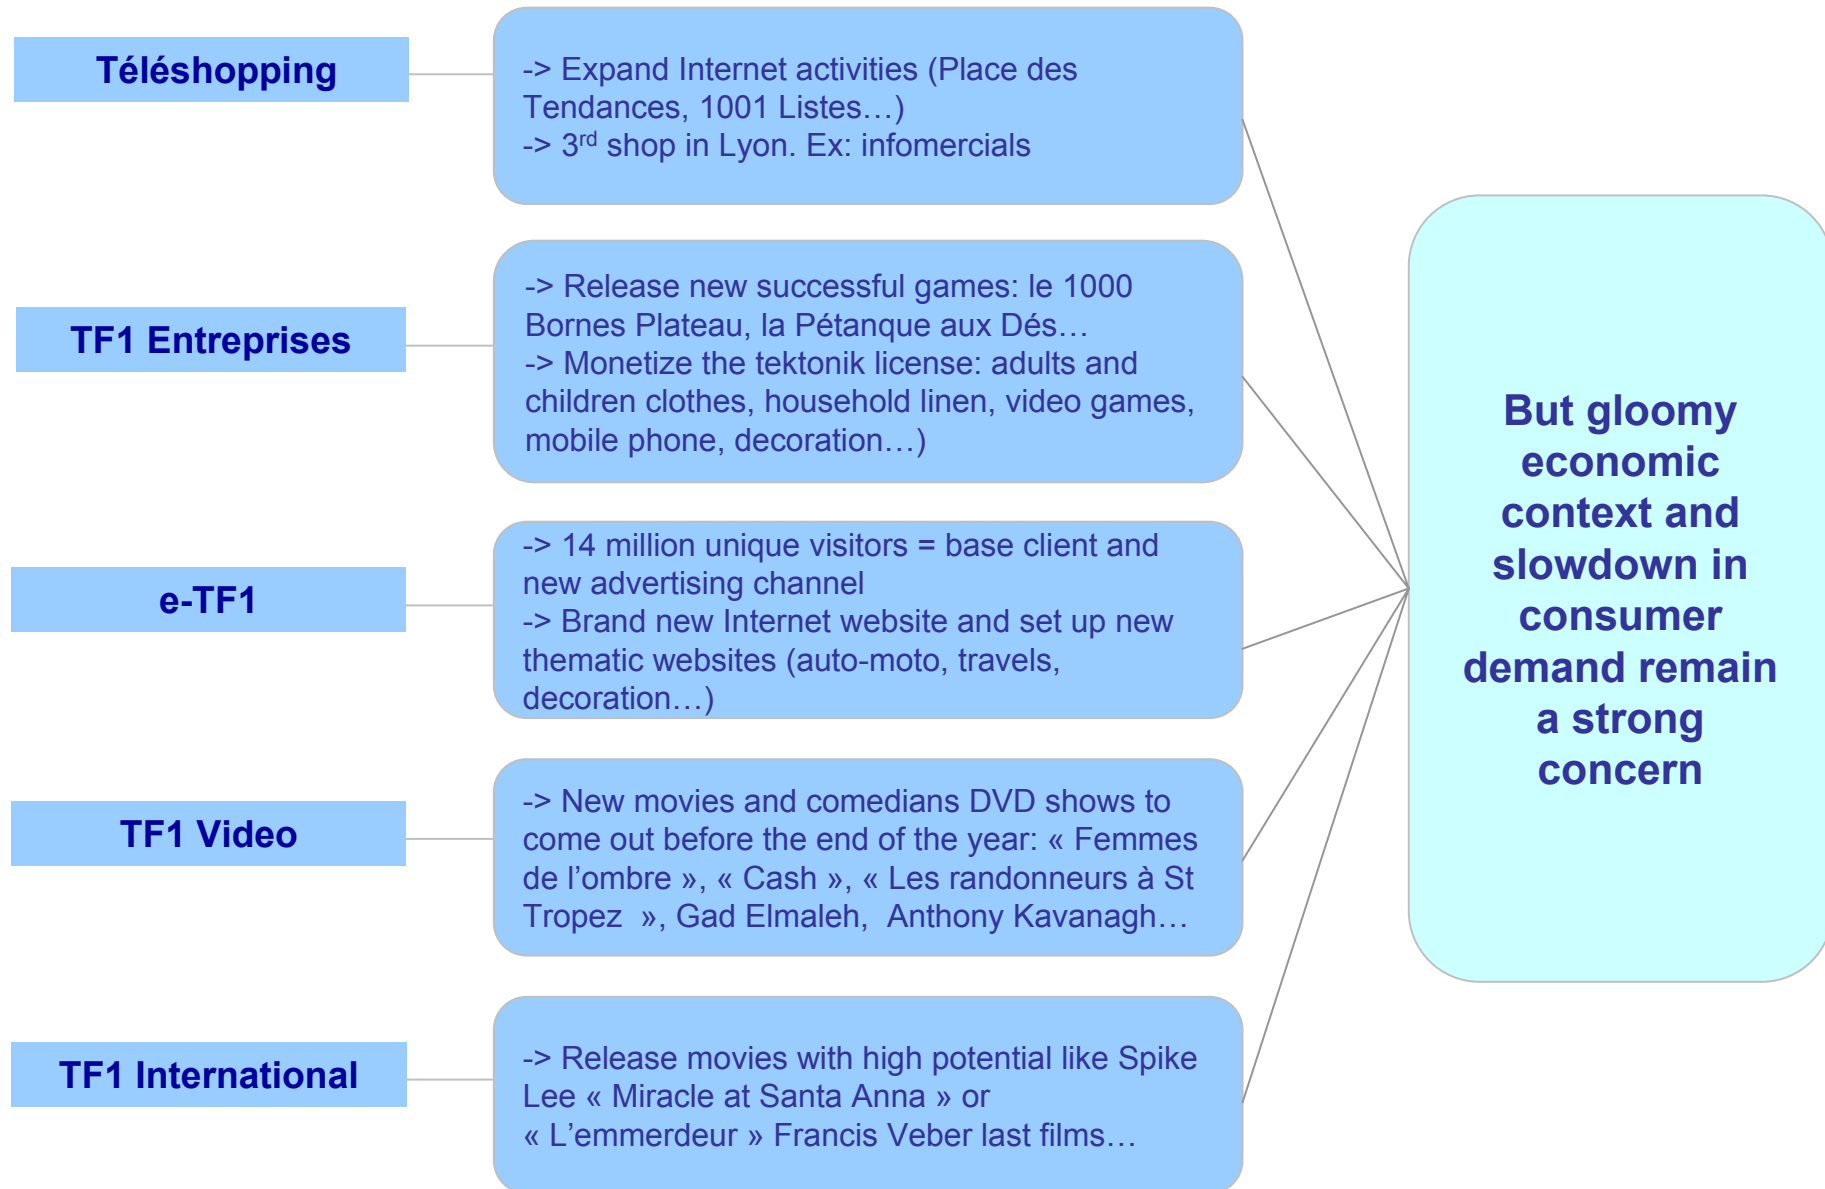 Téléshopping
-> Expand Internet activities (Place des
Tendances, 1001 Listes…)
-> 3rd shop in Lyon. Ex: infomercials
TF1 Entreprises
-> Release new successful games: le 1000
Bornes Plateau, la Pétanque aux Dés…
-> Monetize the tektonik license: adults and
children clothes, household linen, video games,
mobile phone, decoration…)
e-TF1
-> 14 million unique visitors = base client and
new advertising channel
-> Brand new Internet website and set up new
thematic websites (auto-moto, travels,
decoration…)
TF1 Video
-> New movies and comedians DVD shows to
come out before the end of the year: « Femmes
de l’ombre », « Cash », « Les randonneurs à St
Tropez », Gad Elmaleh, Anthony Kavanagh…
TF1 International
-> Release movies with high potential like Spike
Lee « Miracle at Santa Anna » or
« L’emmerdeur » Francis Veber last films…
But gloomy
economic
context and
slowdown in
consumer
demand remain
a strong
concern